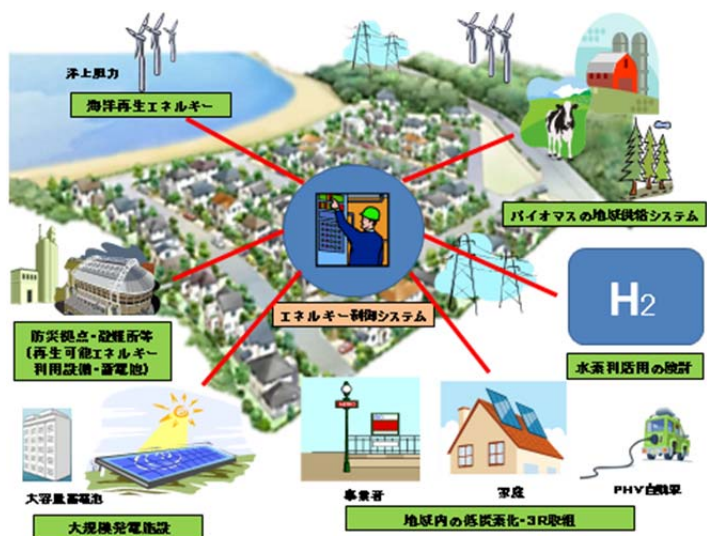 洋上風力
海洋再生エネルギー
バイオマスの地域供給システム
エネルギー制御システム
防災拠点・避難所等
(再生可能エネルギー
利用設備・蓄電池)
H2
水素利活用の検討
大容量蓄電池
大規模発電施設
事業者
家庭
PHV自動車
地域内の低炭素化・3R取組